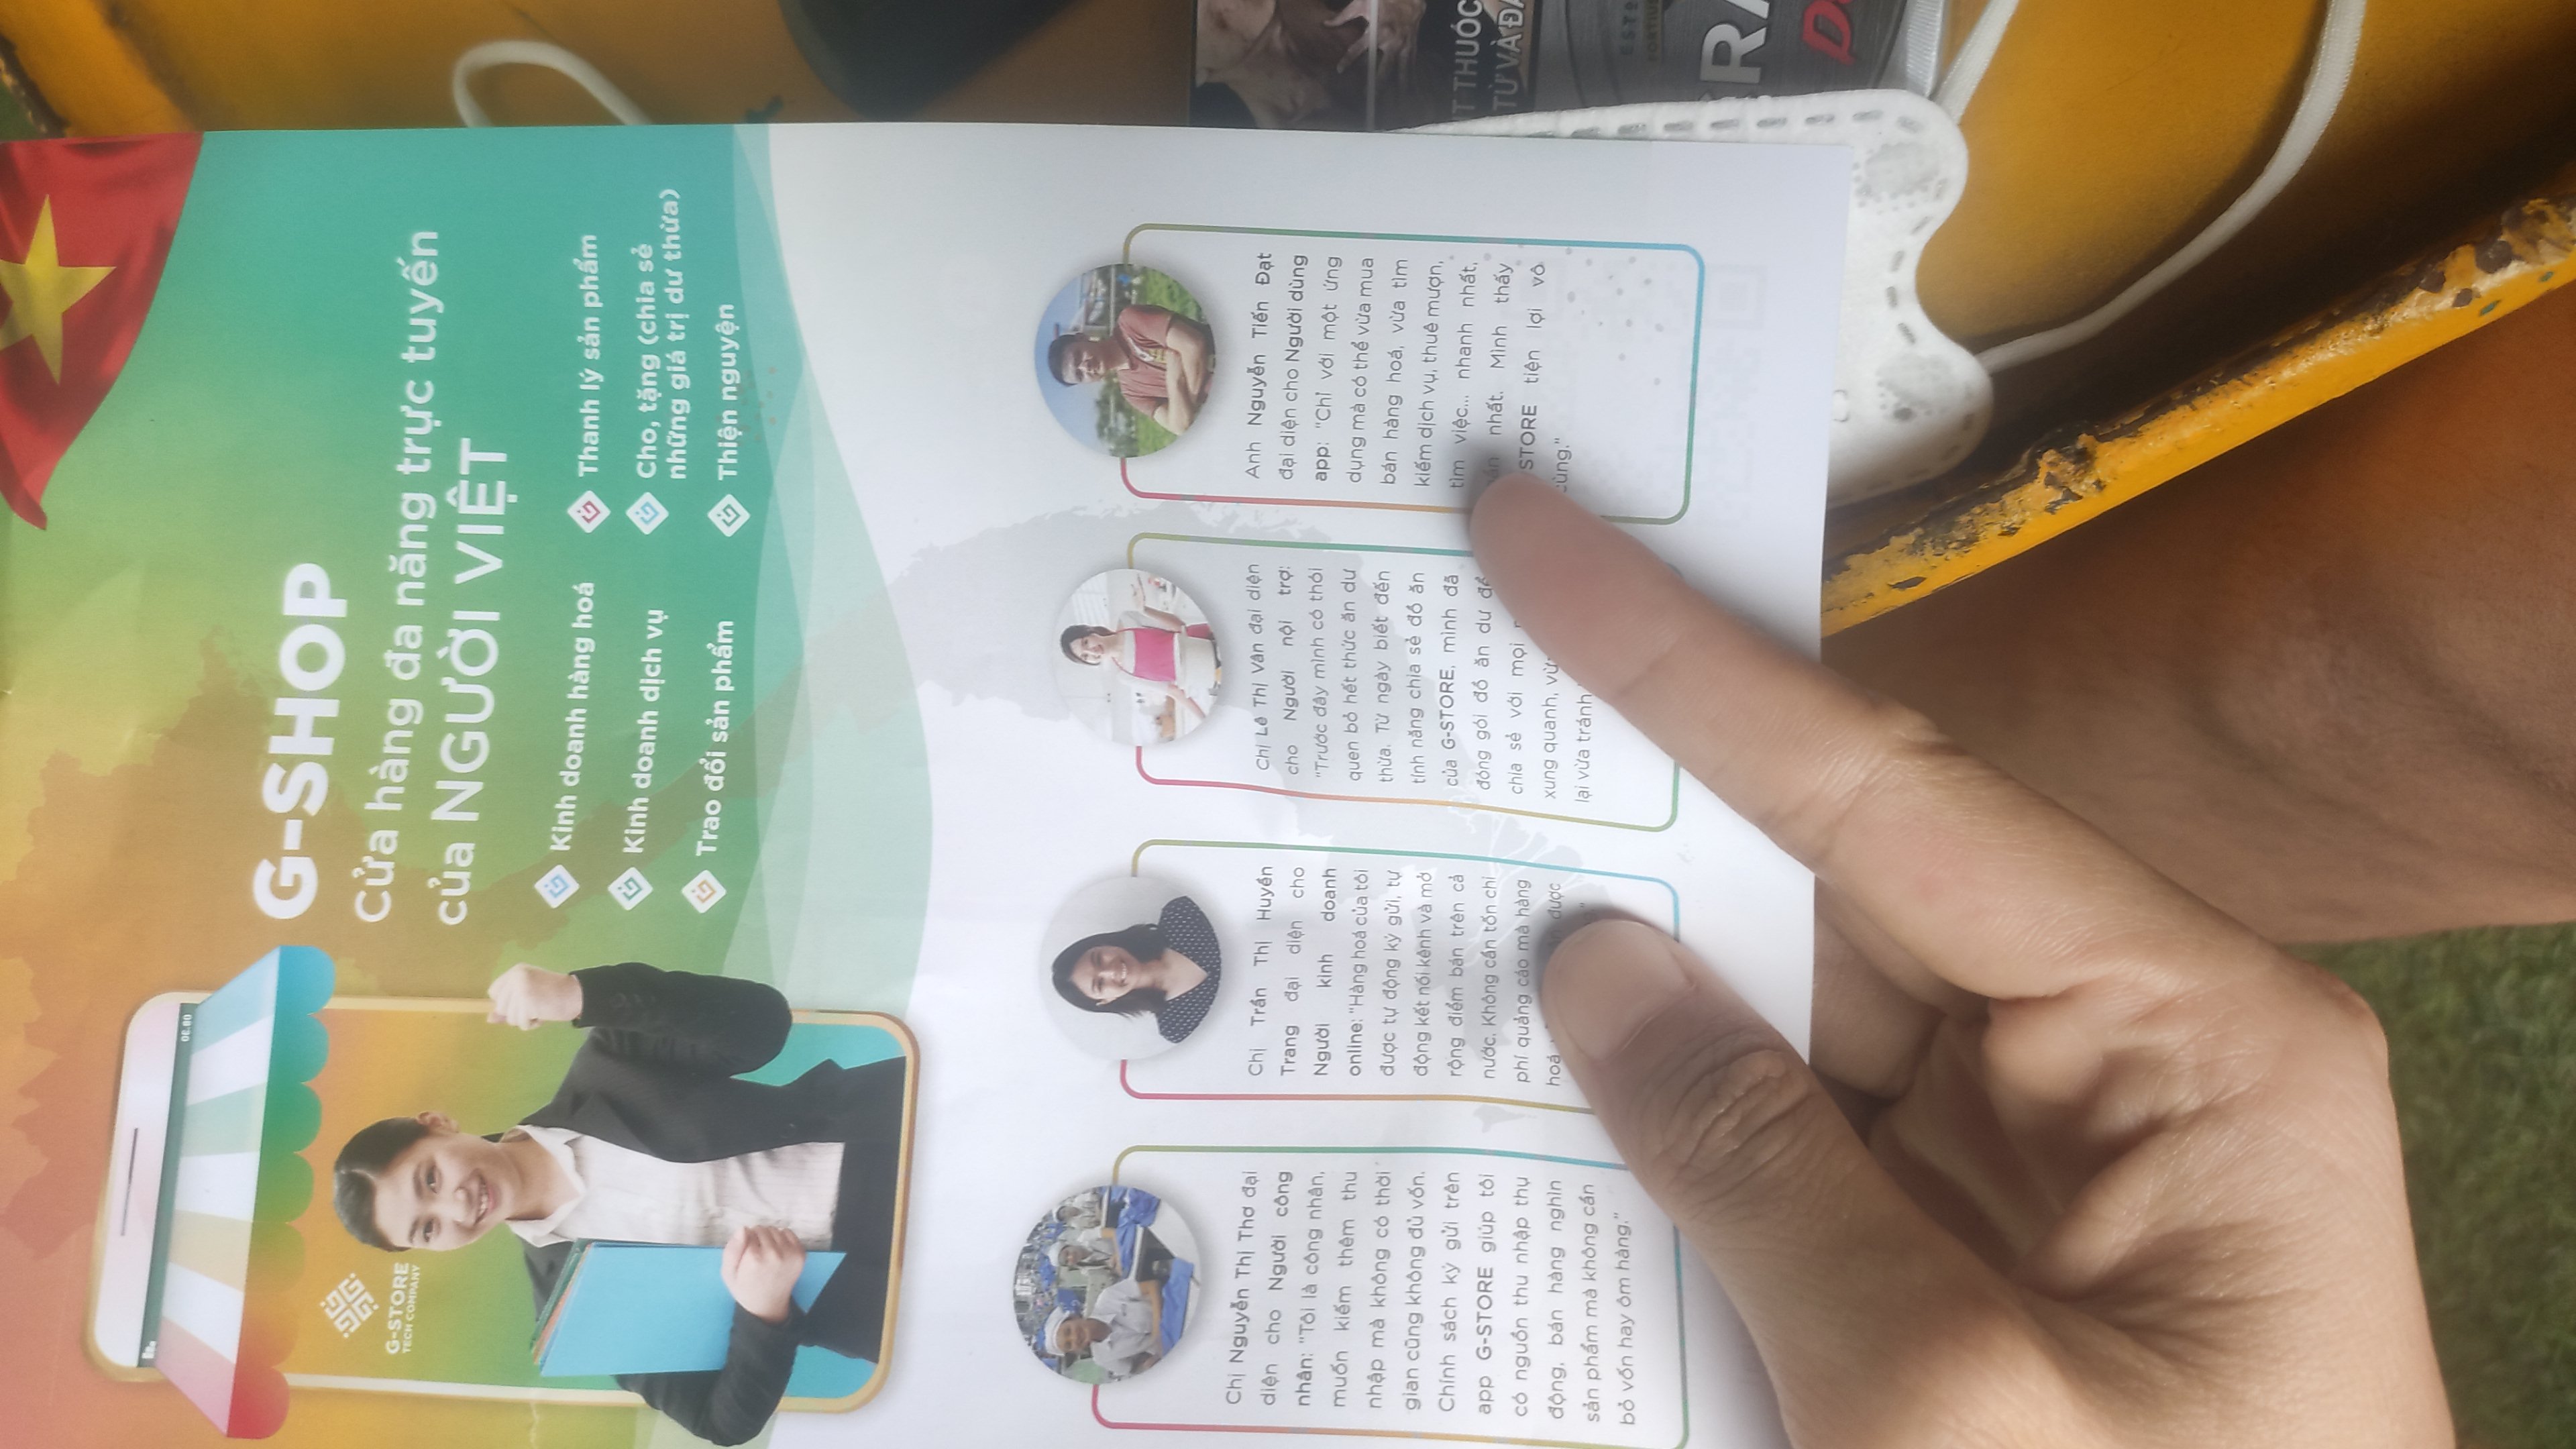 06.80
G-STORE
TECH COMPANY
G-SHOP
Cửa hàng đa năng trực tuyến
của NGƯỜI VIỆT
Kinh doanh hàng hoá
Kinh doanh dịch vụ
Trao đổi sản phẩm
Thanh lý sản phẩm
Cho, tặng (chia sẻ
những giá trị dư thừa)
Thiện nguyện
Chị Nguyễn Thị Thơ đại
diện cho Người công
nhân: "Tôi là công nhân,
muốn kiếm thêm thu
nhập mà không có thời
gian cũng không đủ vốn.
Chính sách ký gửi trên
app G-STORE giúp tôi
có nguồn thu nhập thụ
động, bán hàng nghìn
sản phẩm mà không cần
bỏ vốn hay ôm hàng."
Chị Trần Thị Huyền
Trang đại diện cho
Người kinh doanh
online: "Hàng hoá của tôi
được tự động ký gửi, tự
động kết nối kênh và mở
rộng điểm bán trên cả
nước. Không cần tốn chi
phí quảng cáo mà hàng
hoá được
Chị Lê Thị Vân đại diện
cho Người nội trợ:
"Trước đây mình có thói
quen bỏ hết thức ăn dư
thừa. Từ ngày biết đến
tính năng chia sẻ đồ ăn
của G-STORE, mình đã
đóng gói đồ ăn dư để
chia sẻ với mọi
xung quanh, vừ
lại vừa tránh
Anh Nguyễn Tiến Đạt
đại diện cho Người dùng
app: "Chỉ với một ứng
dụng mà có thể vừa mua
bán hàng hoá, vừa tìm
kiếm dịch vụ, thuê mượn,
tìm việc... nhanh nhất,
nhất. Mình thấy
STORE tiện lợi vô
cùng."
THUỐC
TỪ VÀ ĐA
RA